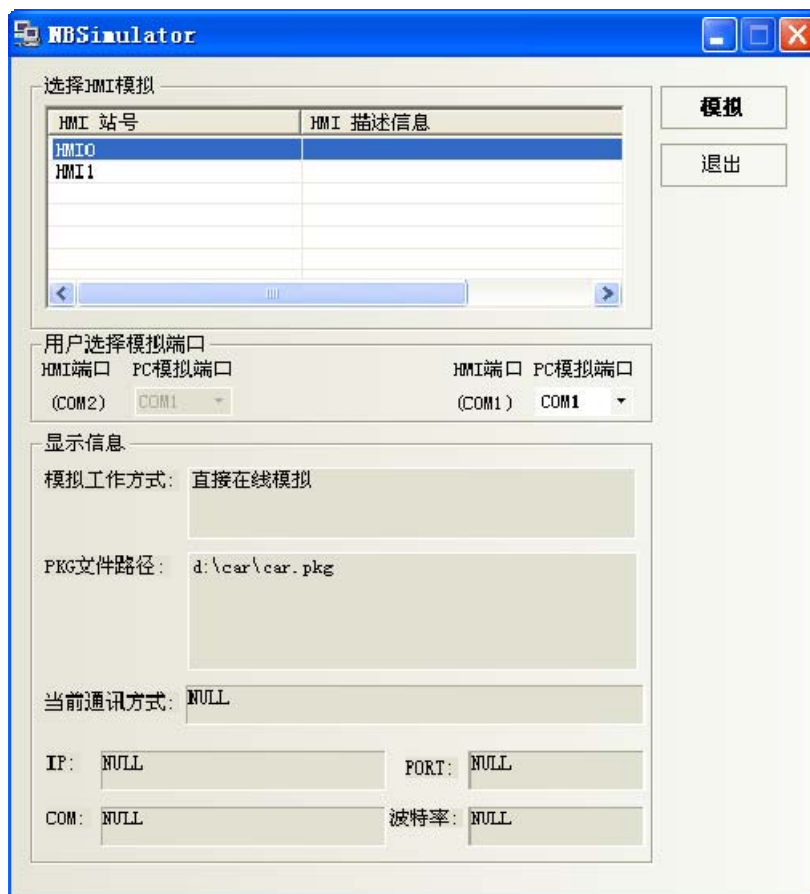 NBSimulator
选择HMI模拟
HMI 站号 HMI 描述信息
HMI0
HMI1
模拟
退出
用户选择模拟端口
HMI端口 PC模拟端口 HMI端口 PC模拟端口
(COM2) COM1 (COM1) COM1
显示信息
模拟工作方式: 直接在线模拟
PKG文件路径: d:\car\car.pkg
当前通讯方式: NULL
IP: NULL PORT: NULL
COM: NULL 波特率: NULL